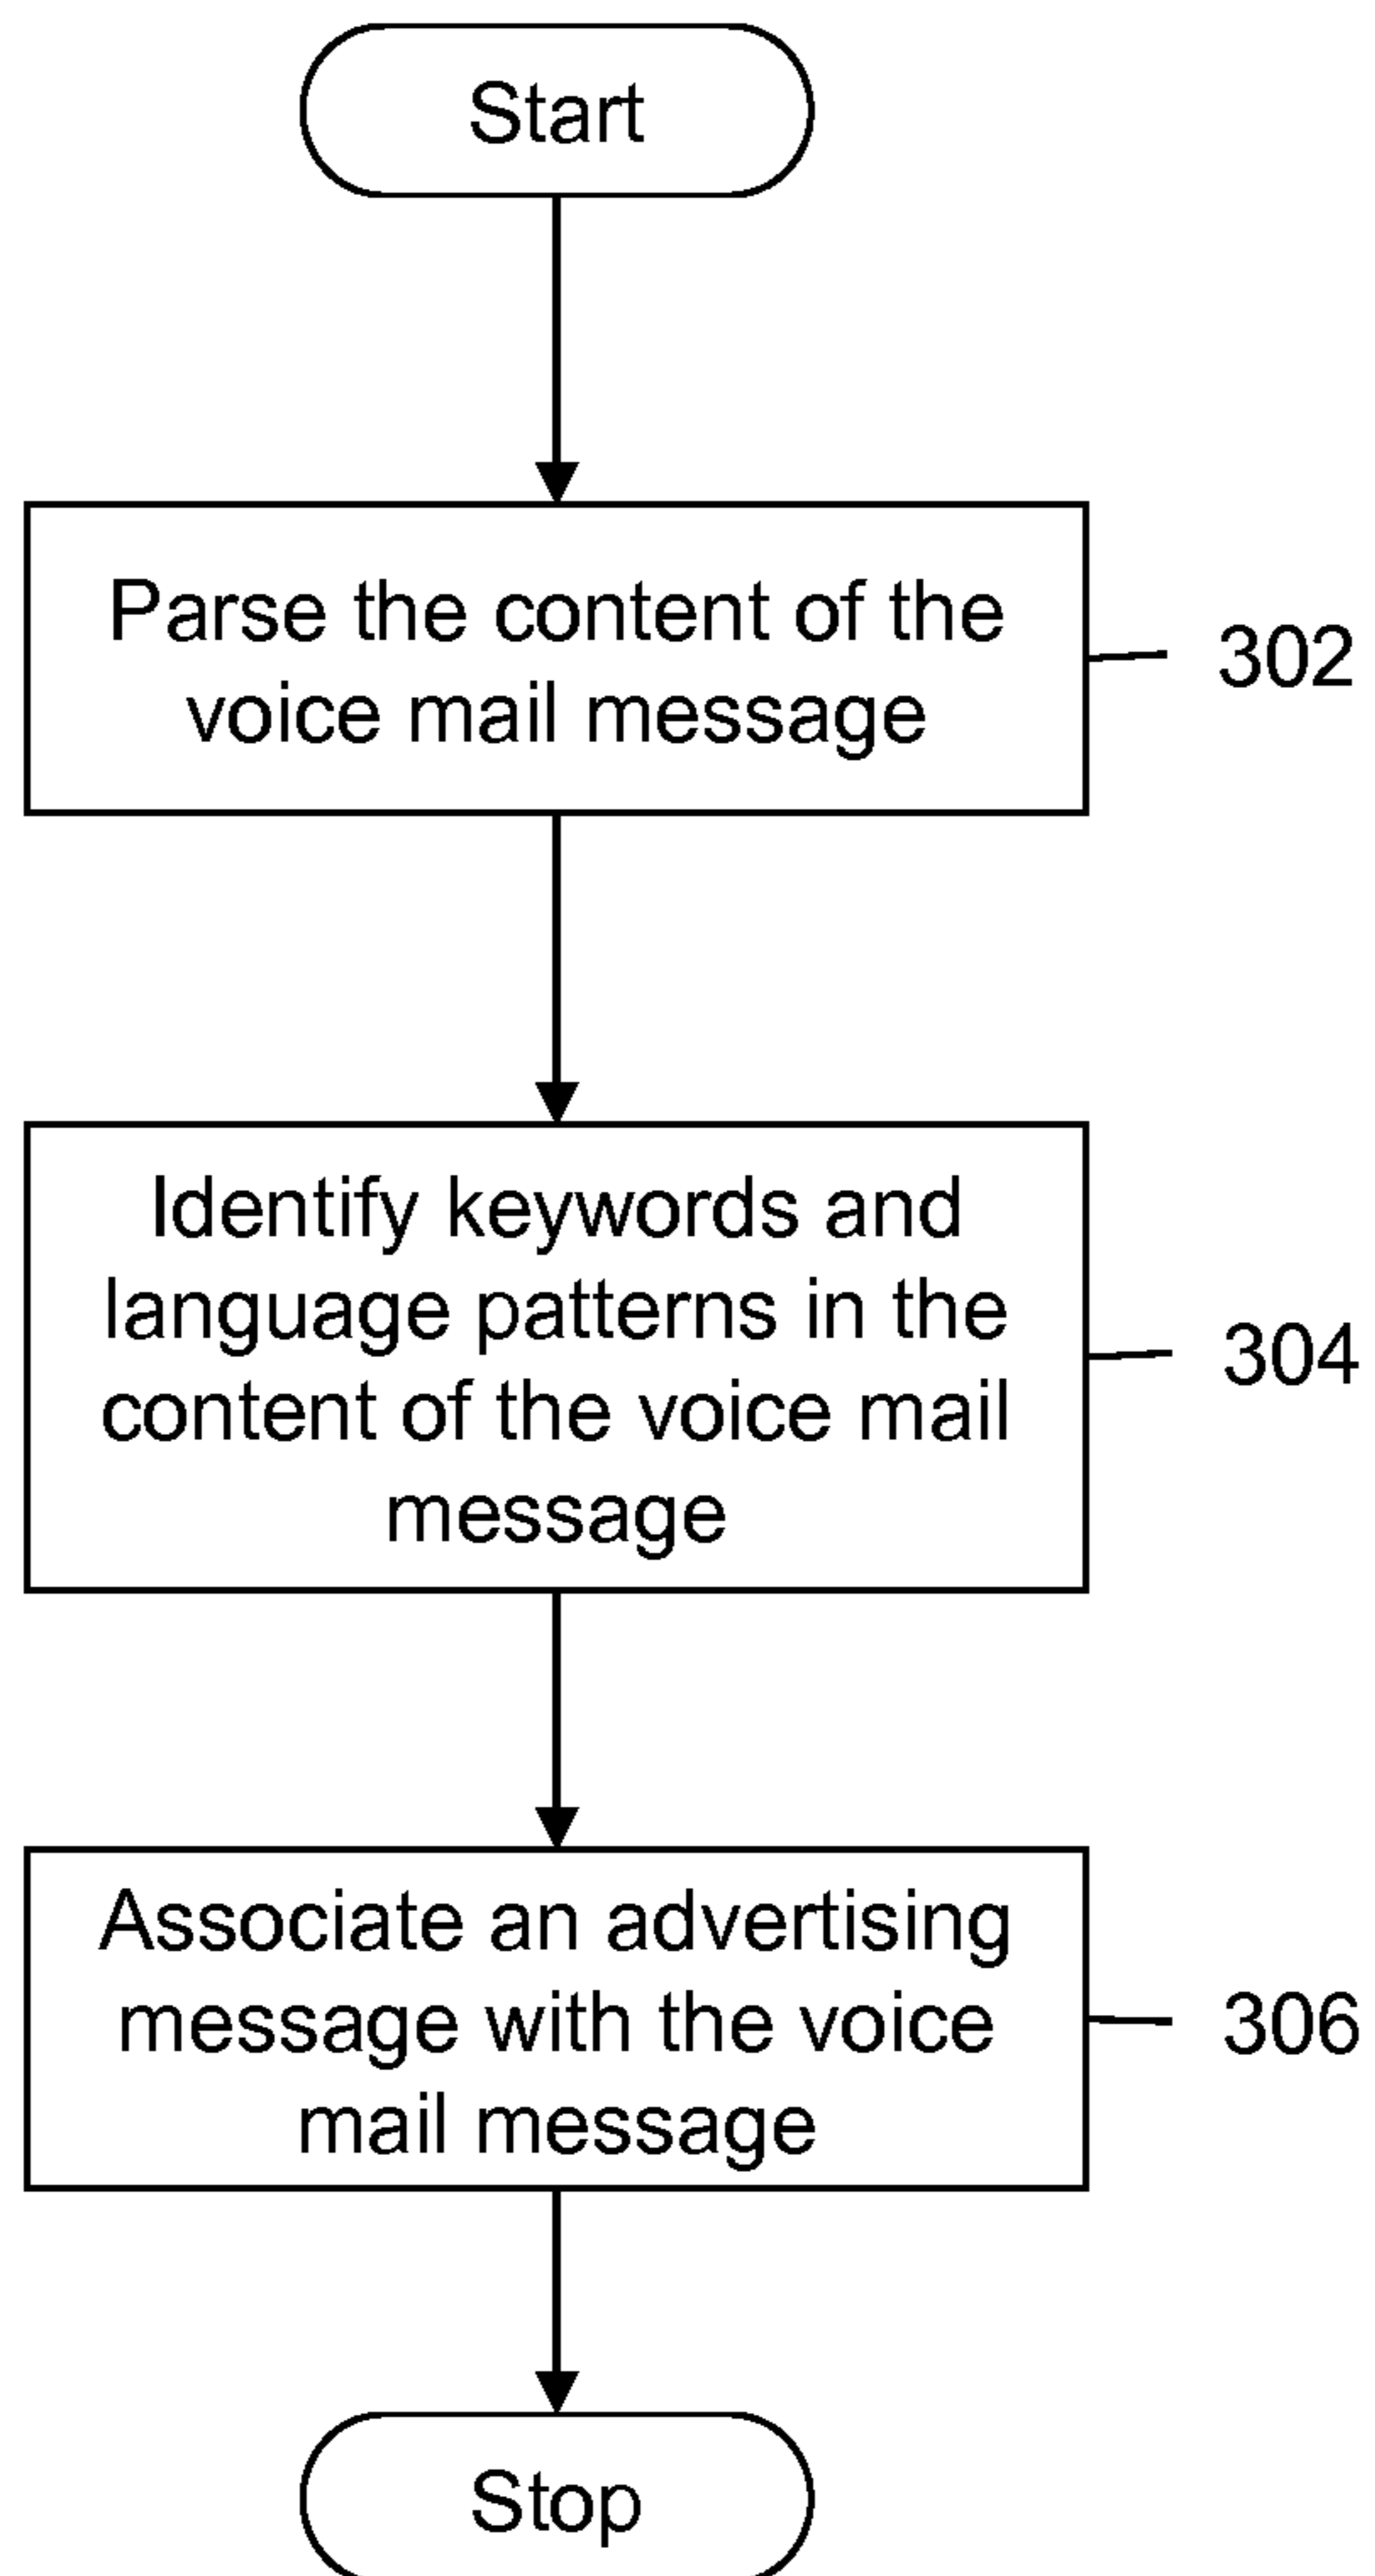 Start
Parse the content of the
voice mail message
302
Identify keywords and
language patterns in the
content of the voice mail
message
304
Associate an advertising
message with the voice
mail message
306
Stop